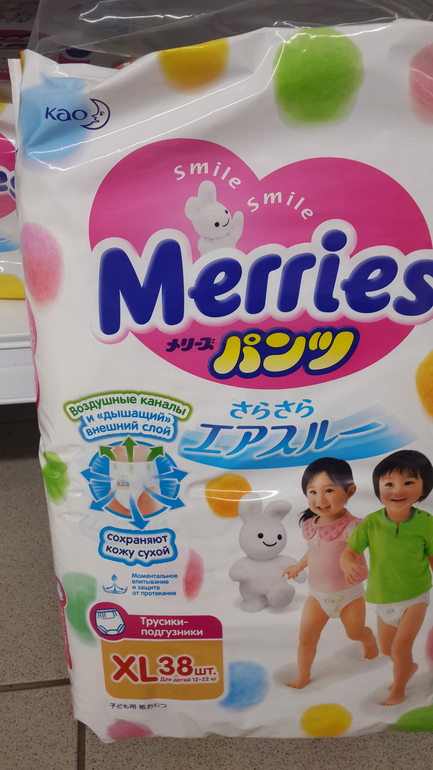 Kao
Smile Smile
Merries
メリーズ パンツ
さらさら
エアスルー
Воздушные каналы
и «дышащий»
внешний слой
сохраняют
кожу сухой
Моментальное
впитывание
и защита
от протекания
Трусики-
подгузники
XL 38 шт.
Для детей 12-22 кг
子ども用 紙おむつ